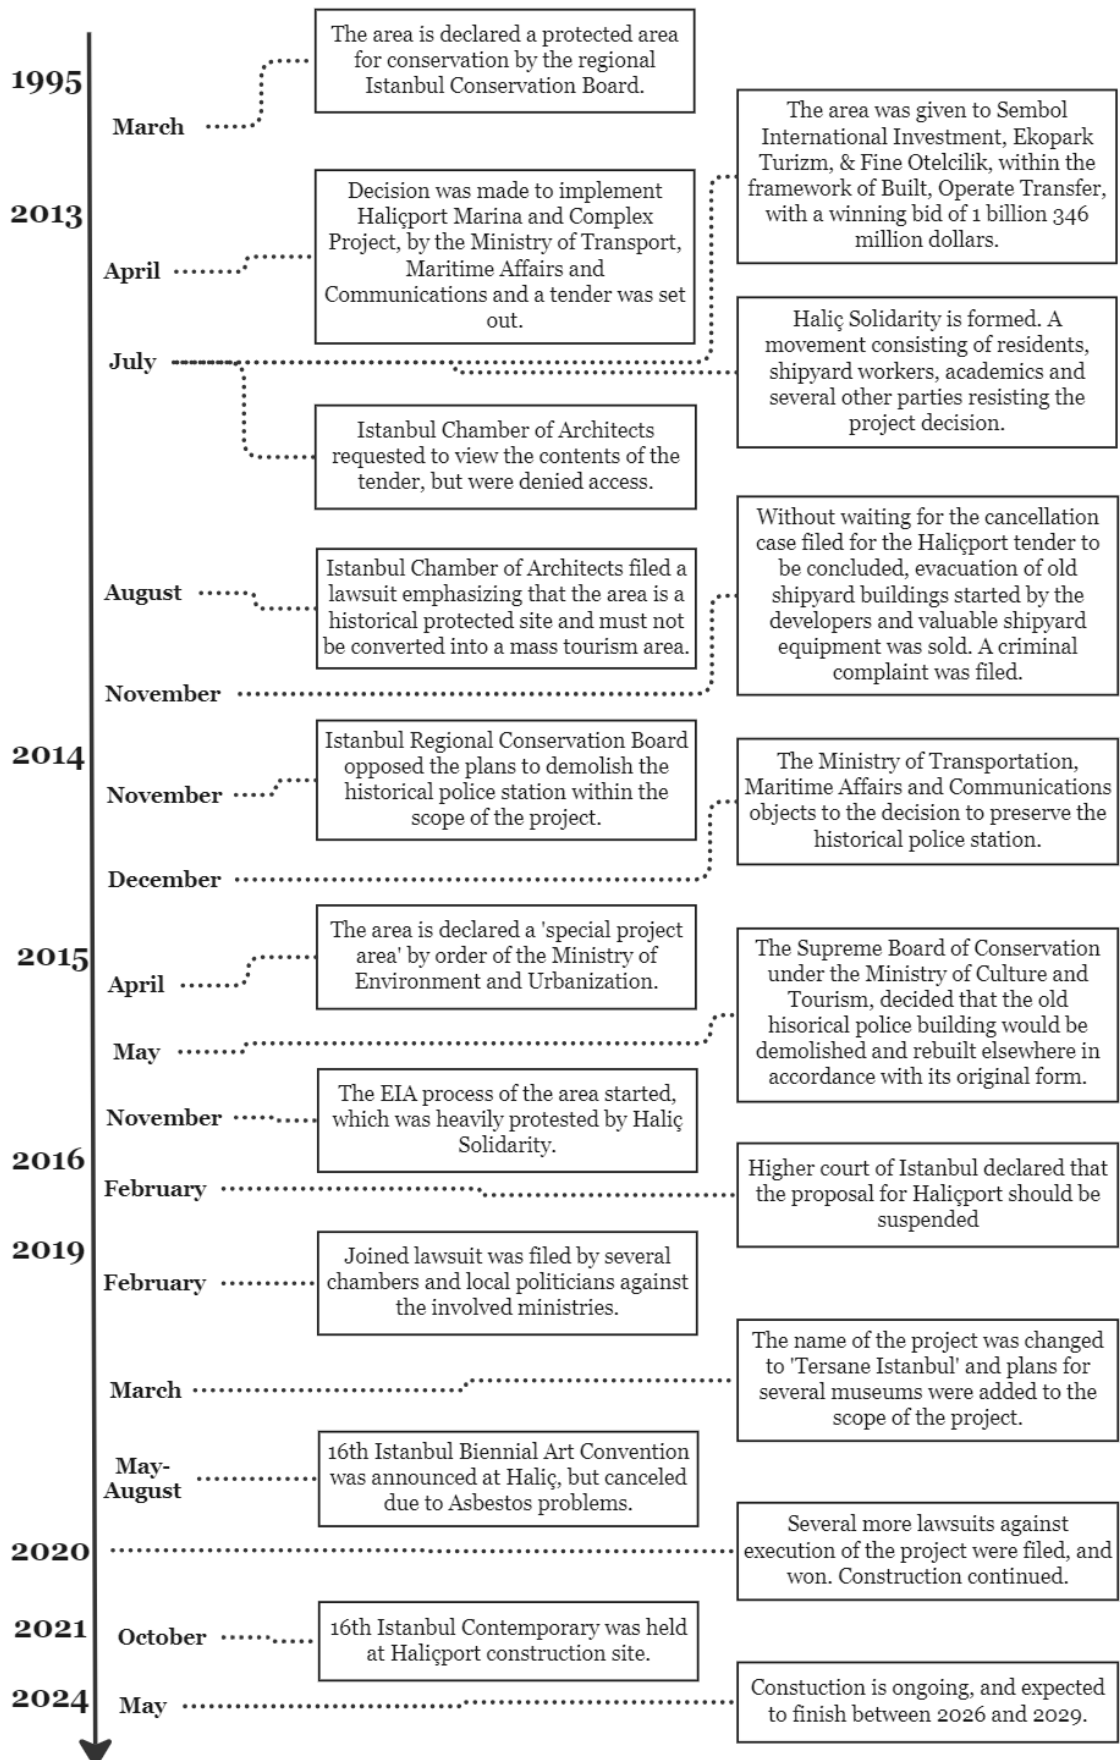 1995
March
The area is declared a protected area
for conservation by the regional
Istanbul Conservation Board.
2013
April
Decision was made to implement
Haliçport Marina and Complex
Project, by the Ministry of Transport,
Maritime Affairs and
Communications and a tender was set
out.
July
The area was given to Sembol
International Investment, Ekopark
Turizm, & Fine Otelcilik, within the
framework of Built, Operate Transfer,
with a winning bid of 1 billion 346
million dollars.
Haliç Solidarity is formed. A
movement consisting of residents,
shipyard workers, academics and
several other parties resisting the
project decision.
Istanbul Chamber of Architects
requested to view the contents of the
tender, but were denied access.
August
Istanbul Chamber of Architects filed a
lawsuit emphasizing that the area is a
historical protected site and must not
be converted into a mass tourism area.
November
Without waiting for the cancellation
case filed for the Haliçport tender to
be concluded, evacuation of old
shipyard buildings started by the
developers and valuable shipyard
equipment was sold. A criminal
complaint was filed.
2014
November
Istanbul Regional Conservation Board
opposed the plans to demolish the
historical police station within the
scope of the project.
December
The Ministry of Transportation,
Maritime Affairs and Communications
objects to the decision to preserve the
historical police station.
2015
April
The area is declared a 'special project
area' by order of the Ministry of
Environment and Urbanization.
May
The Supreme Board of Conservation
under the Ministry of Culture and
Tourism, decided that the old
hisorical police building would be
demolished and rebuilt elsewhere in
accordance with its original form.
November
The EIA process of the area started,
which was heavily protested by Haliç
Solidarity.
2016
February
Higher court of Istanbul declared that
the proposal for Haliçport should be
suspended
2019
February
Joined lawsuit was filed by several
chambers and local politicians against
the involved ministries.
March
The name of the project was changed
to 'Tersane Istanbul' and plans for
several museums were added to the
scope of the project.
May-
August
16th Istanbul Biennial Art Convention
was announced at Haliç, but canceled
due to Asbestos problems.
2020
Several more lawsuits against
execution of the project were filed, and
won. Construction continued.
2021
October
16th Istanbul Contemporary was held
at Haliçport construction site.
2024
May
Constuction is ongoing, and expected
to finish between 2026 and 2029.